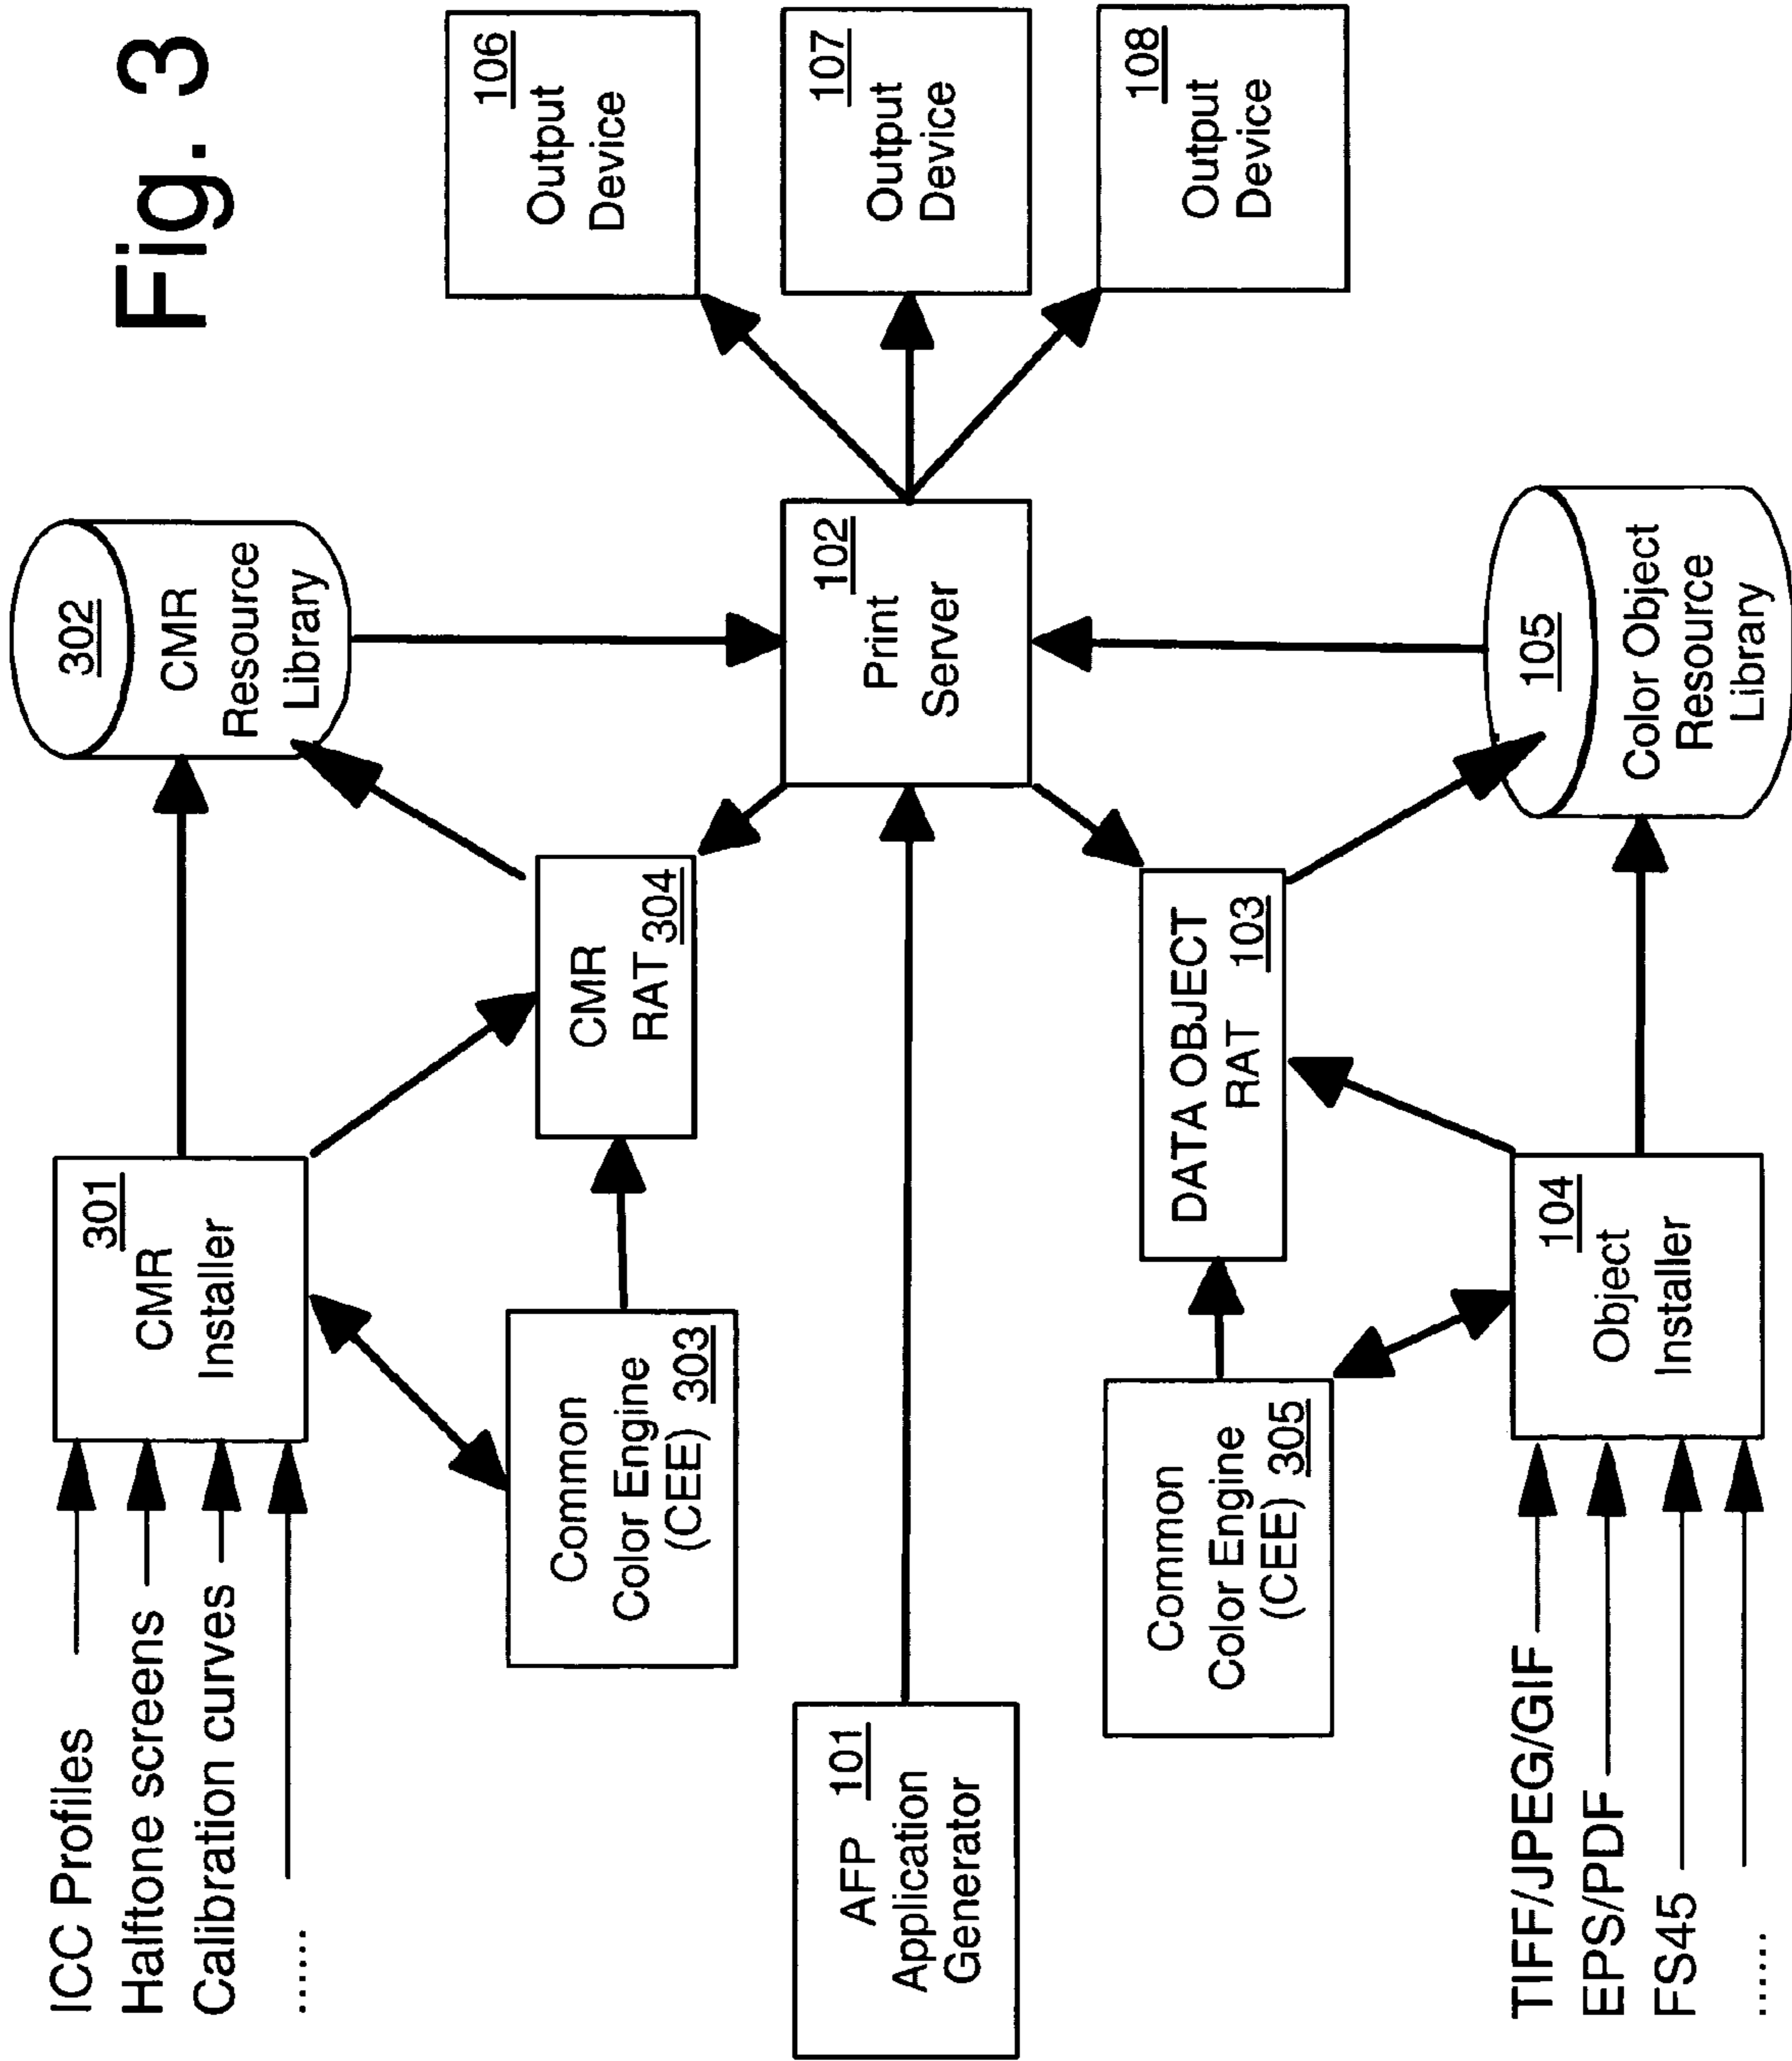 Fig. 3
ICC Profiles
Halftone screens
Calibration curves
......
301
CMR
Installer
302
CMR
Resource
Library
Common
Color Engine
(CEE) 303
CMR
RAT 304
106
Output
Device
AFP 101
Application
Generator
102
Print
Server
107
Output
Device
Common
Color Engine
(CEE) 305
DATA OBJECT
RAT 103
108
Output
Device
TIFF/JPEG/GIF
EPS/PDF
FS45
......
104
Object
Installer
105
Color Object
Resource
Library